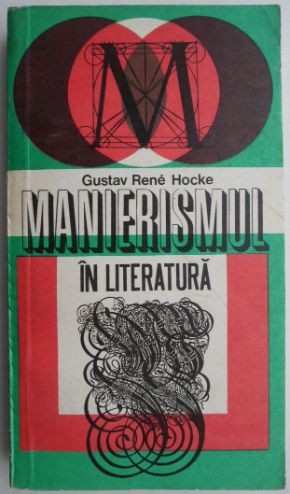 M
Gustav René Hocke
MANIERISMUL
ÎN LITERATURĂ